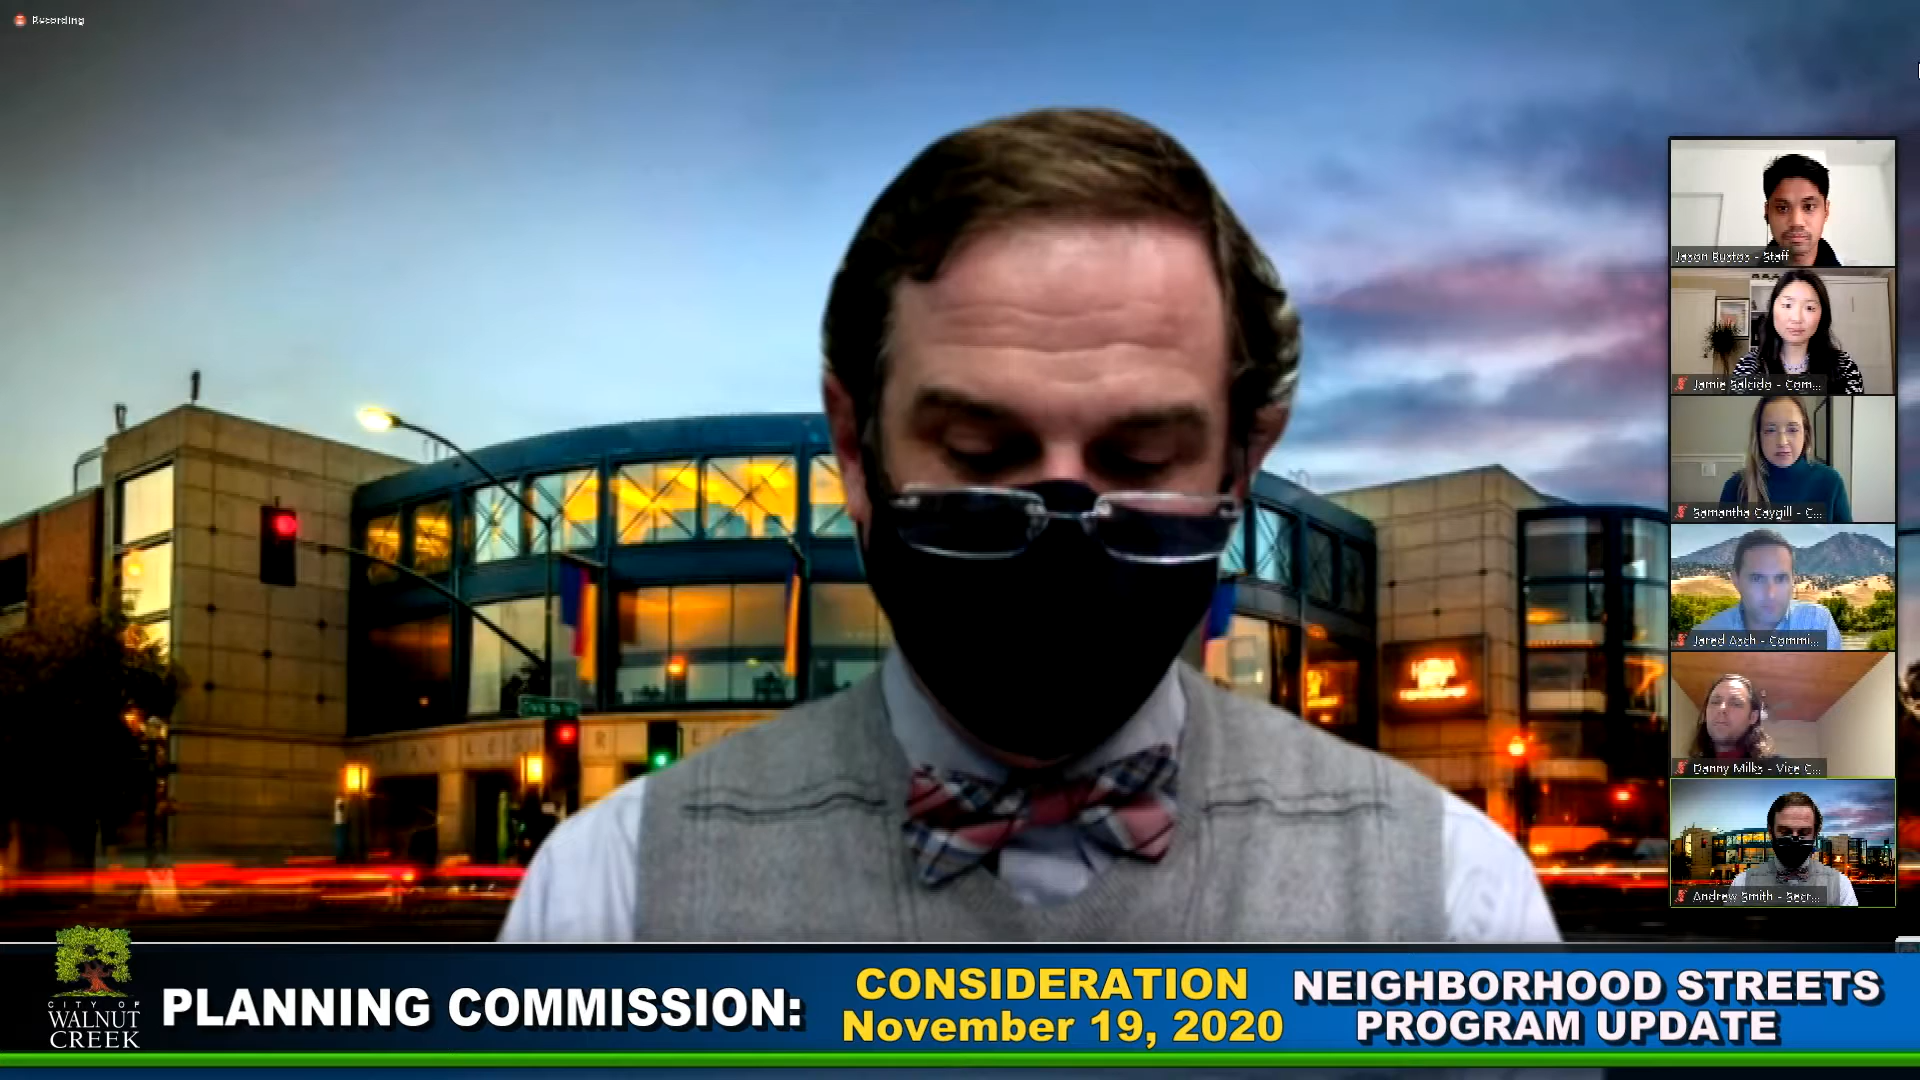 Recording
Jason Bustos - Staff
Jamie Salcido - Com...
Samantha Caygill - C...
Jared Asch - Commi...
Danny Milks - Vice C...
Andrew Smith - Secr...
CITY OF
WALNUT
CREEK
PLANNING COMMISSION:
CONSIDERATION
November 19, 2020
NEIGHBORHOOD STREETS
PROGRAM UPDATE